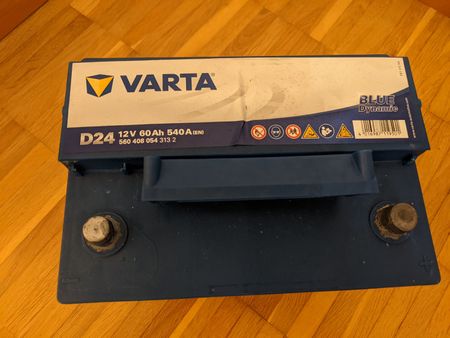 VARTA
D24 12V 60Ah 540A(EN)
560 408 054 313 2
BLUE
Dynamic